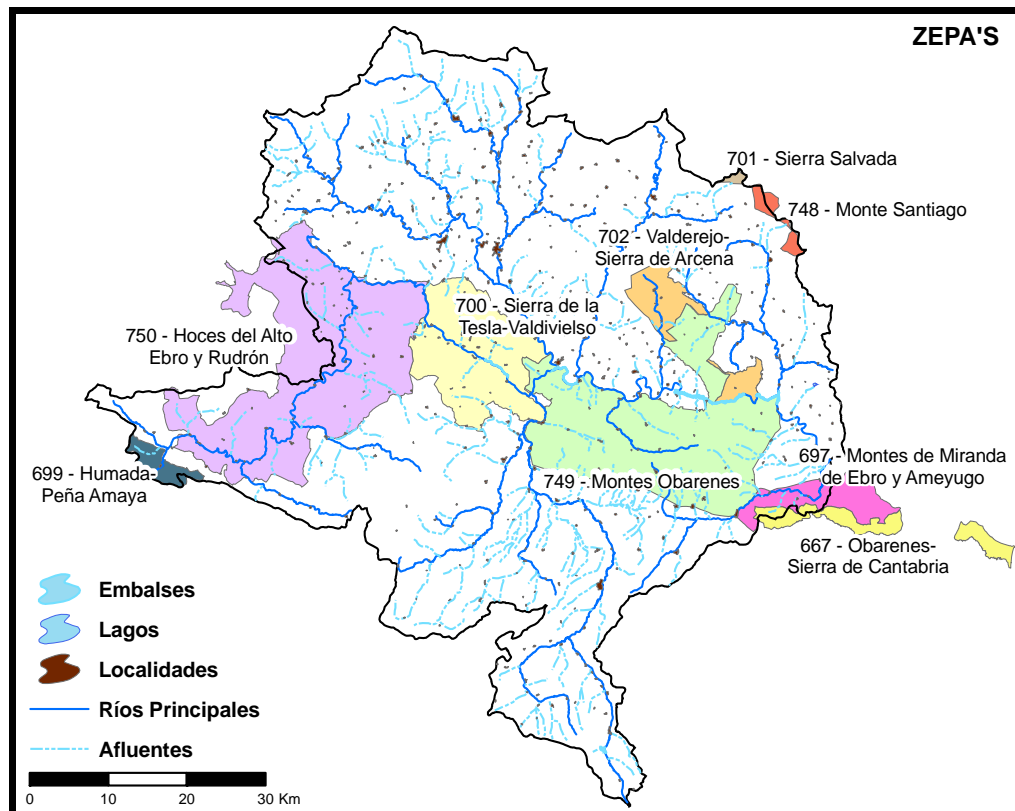 ZEPA'S
701 - Sierra Salvada
748 - Monte Santiago
702 - Valderejo-
Sierra de Arcena
700 - Sierra de la
Tesla-Valdivielso
750 - Hoces del Alto
Ebro y Rudrón
699 - Humada-
Peña Amaya
749 - Montes Obarenes
697 - Montes de Miranda
de Ebro y Ameyugo
667 - Obarenes-
Sierra de Cantabria
Embalses
Lagos
Localidades
Ríos Principales
Afluentes
0 10 20 30 Km